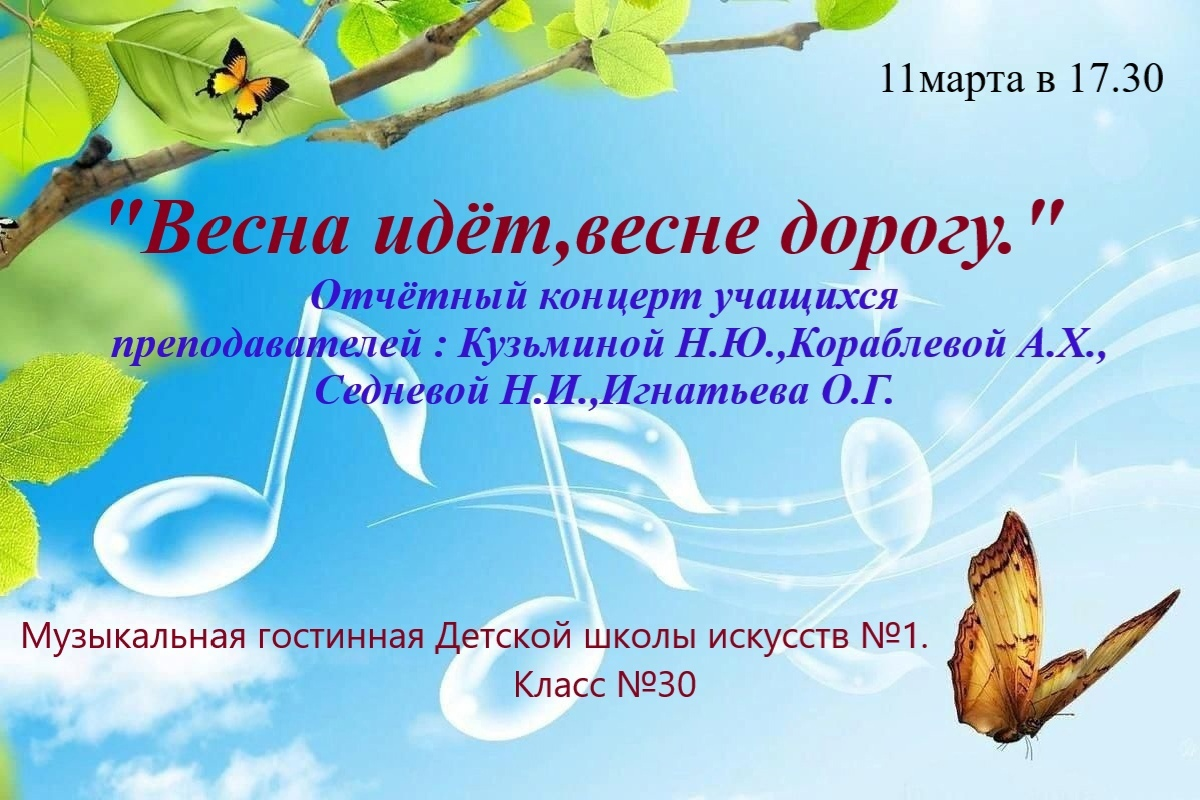 11марта в 17.30
"Весна идёт,весне дорогу."
Отчётный концерт учащихся
преподавателей : Кузьминой Н.Ю.,Кораблевой А.Х.,
Седневой Н.И.,Игнатьева О.Г.
Музыкальная гостинная Детской школы искусств №1.
Класс №30